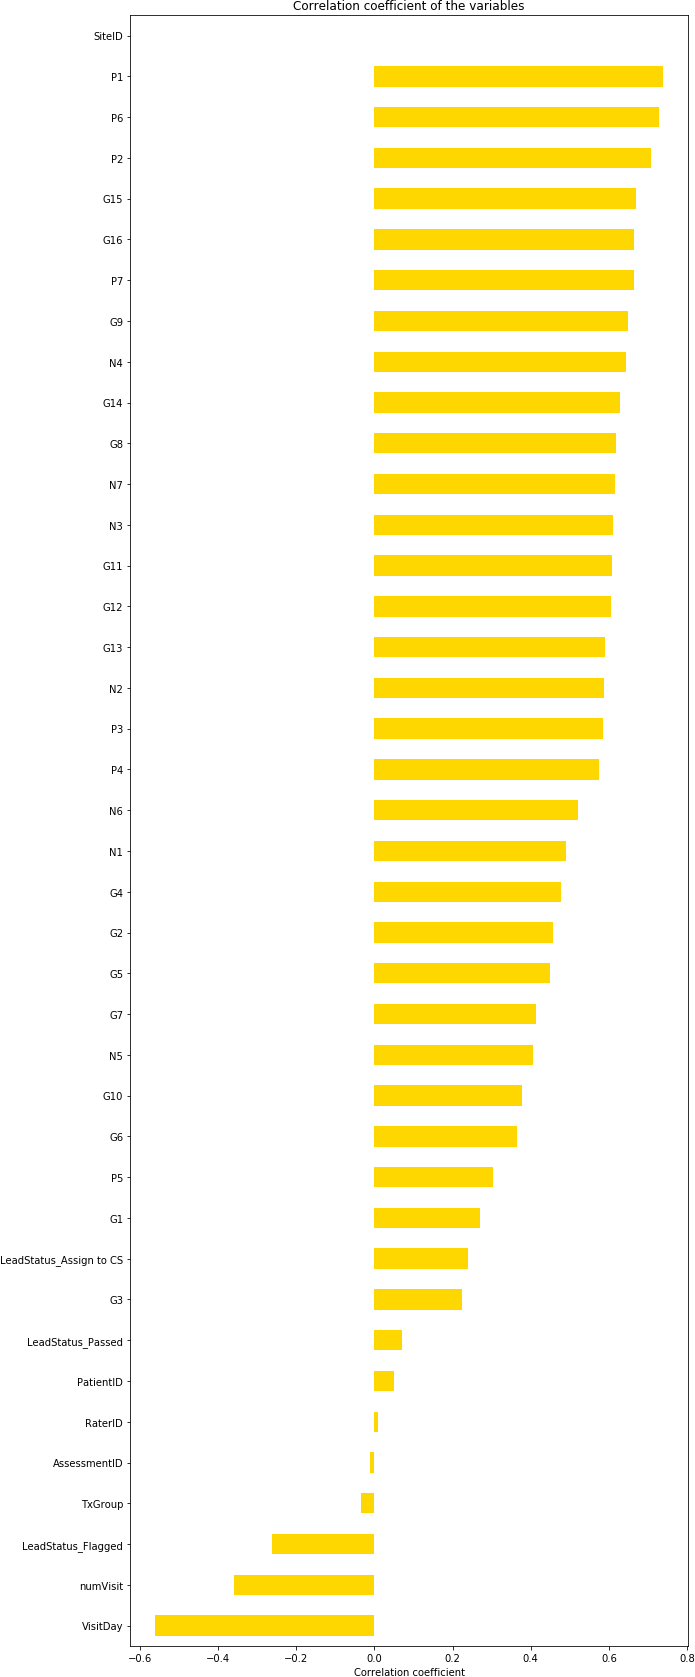 Correlation coefficient of the variables
SiteID
P1
P6
P2
G15
G16
P7
G9
N4
G14
G8
N7
N3
G11
G12
G13
N2
P3
P4
N6
N1
G4
G2
G5
G7
N5
G10
G6
P5
G1
LeadStatus_Assign to CS
G3
LeadStatus_Passed
PatientID
RaterID
AssessmentID
TxGroup
LeadStatus_Flagged
numVisit
VisitDay
−0.6 −0.4 −0.2 0.0 0.2 0.4 0.6 0.8
Correlation coefficient